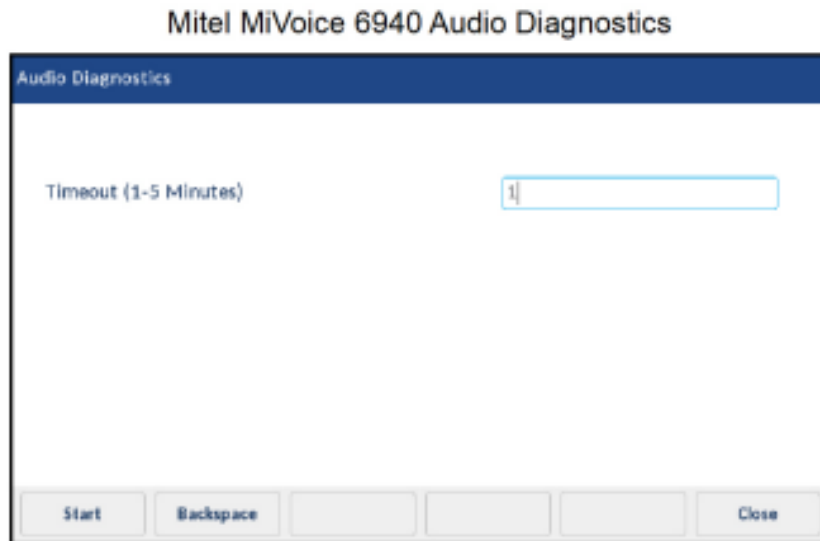 Mitel MiVoice 6940 Audio Diagnostics
Audio Diagnostics
Timeout (1-5 Minutes) 1
Start Backspace Close